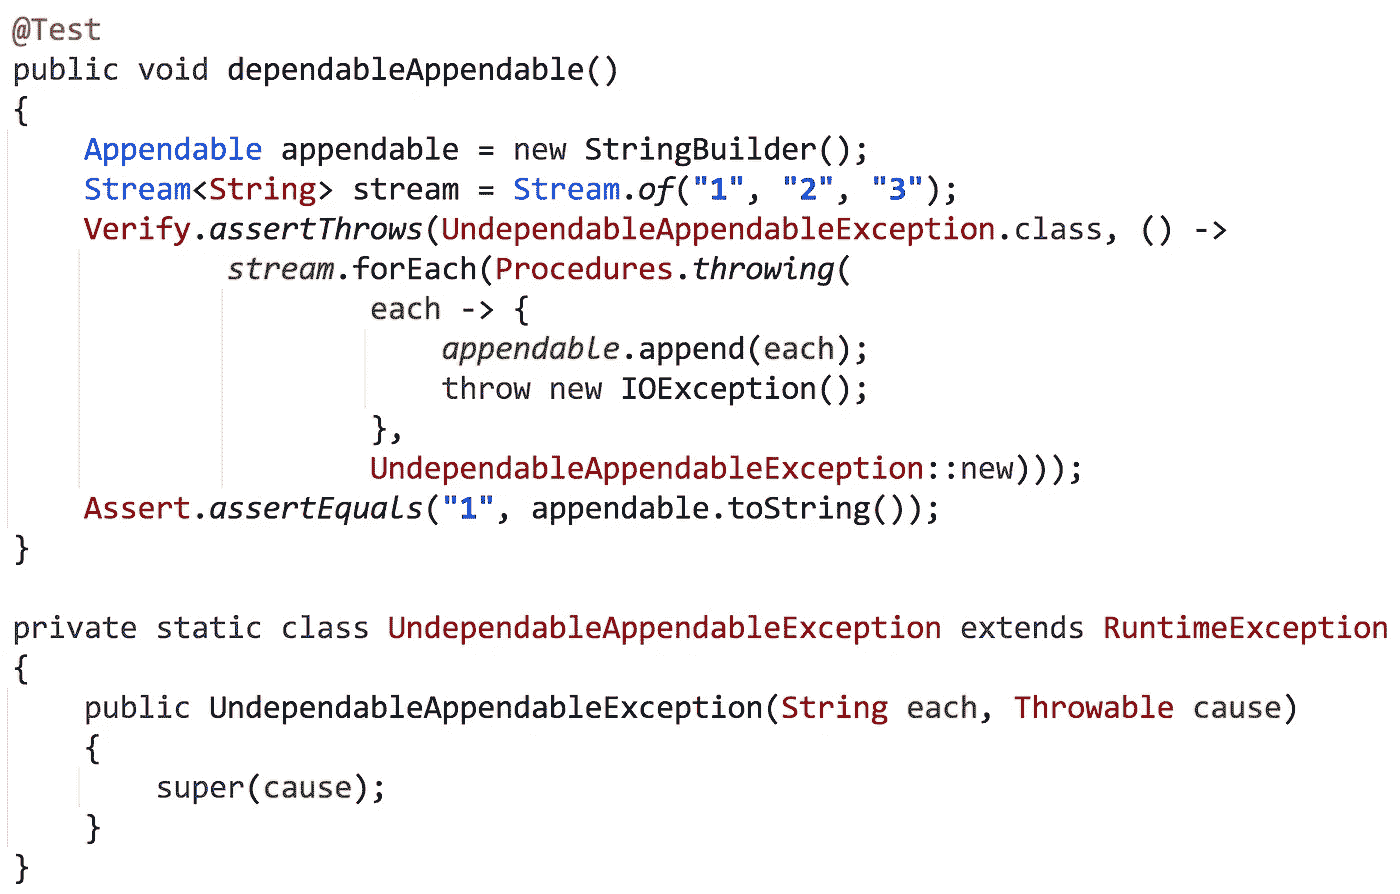 @Test
public void dependableAppendable()
{
    Appendable appendable = new StringBuilder();
    Stream<String> stream = Stream.of("1", "2", "3");
    Verify.assertThrows(UndependableAppendableException.class, () ->
            stream.forEach(Procedures.throwing(
                    each -> {
                        appendable.append(each);
                        throw new IOException();
                    },
                    UndependableAppendableException::new)));
    Assert.assertEquals("1", appendable.toString());
}

private static class UndependableAppendableException extends RuntimeException
{
    public UndependableAppendableException(String each, Throwable cause)
    {
        super(cause);
    }
}